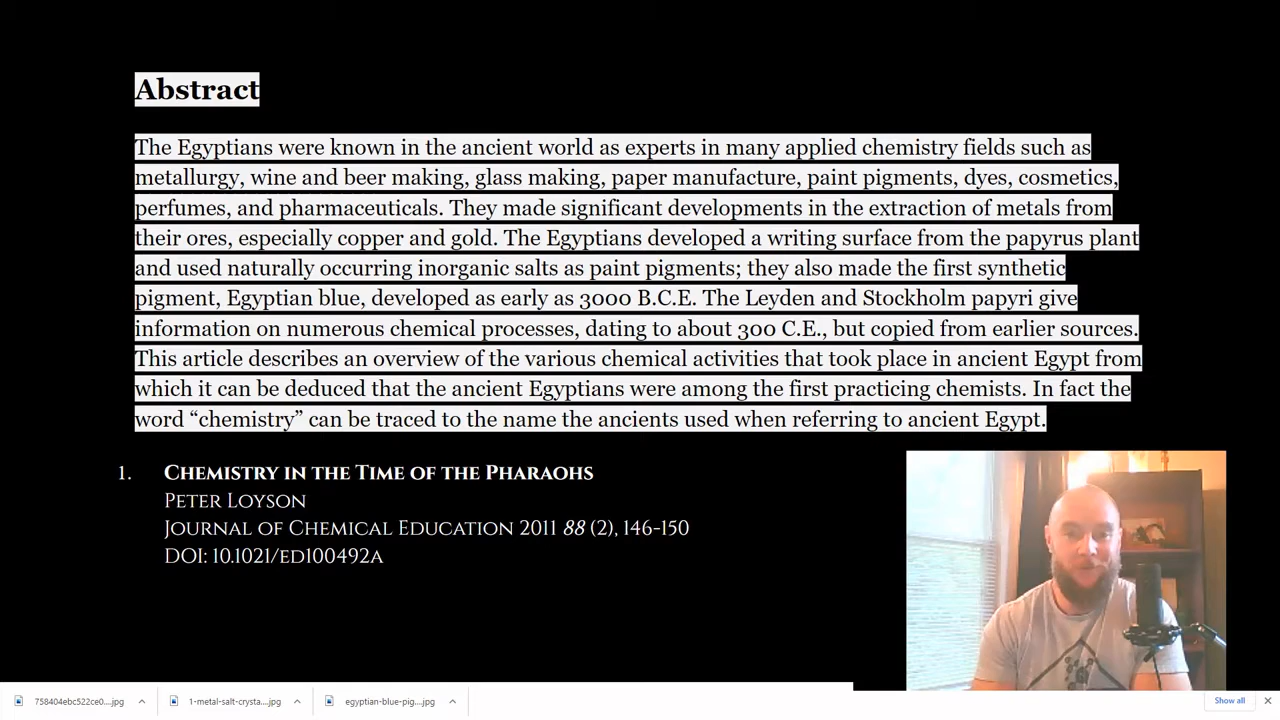 Abstract
The Egyptians were known in the ancient world as experts in many applied chemistry fields such as
metallurgy, wine and beer making, glass making, paper manufacture, paint pigments, dyes, cosmetics,
perfumes, and pharmaceuticals. They made significant developments in the extraction of metals from
their ores, especially copper and gold. The Egyptians developed a writing surface from the papyrus plant
and used naturally occurring inorganic salts as paint pigments; they also made the first synthetic
pigment, Egyptian blue, developed as early as 3000 B.C.E. The Leyden and Stockholm papyri give
information on numerous chemical processes, dating to about 300 C.E., but copied from earlier sources.
This article describes an overview of the various chemical activities that took place in ancient Egypt from
which it can be deduced that the ancient Egyptians were among the first practicing chemists. In fact the
word “chemistry” can be traced to the name the ancients used when referring to ancient Egypt.
1. Chemistry in the Time of the Pharaohs
Peter Loyson
Journal of Chemical Education 2011 88 (2), 146-150
DOI: 10.1021/ed100492a
758404ebc522ce0....jpg 1-metal-salt-crysta....jpg egyptian-blue-pig....jpg Show all